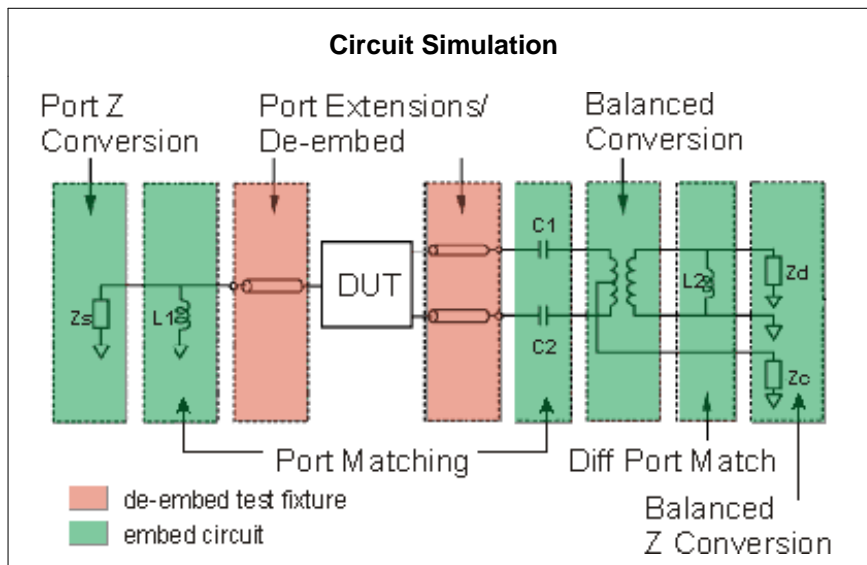 Circuit Simulation
Port Z
Conversion
Port Extensions/
De-embed
Balanced
Conversion
C1
Zs
L1
DUT
L2
Zd
C2
Zc
Port Matching
Diff Port Match
de-embed test fixture
embed circuit
Balanced
Z Conversion